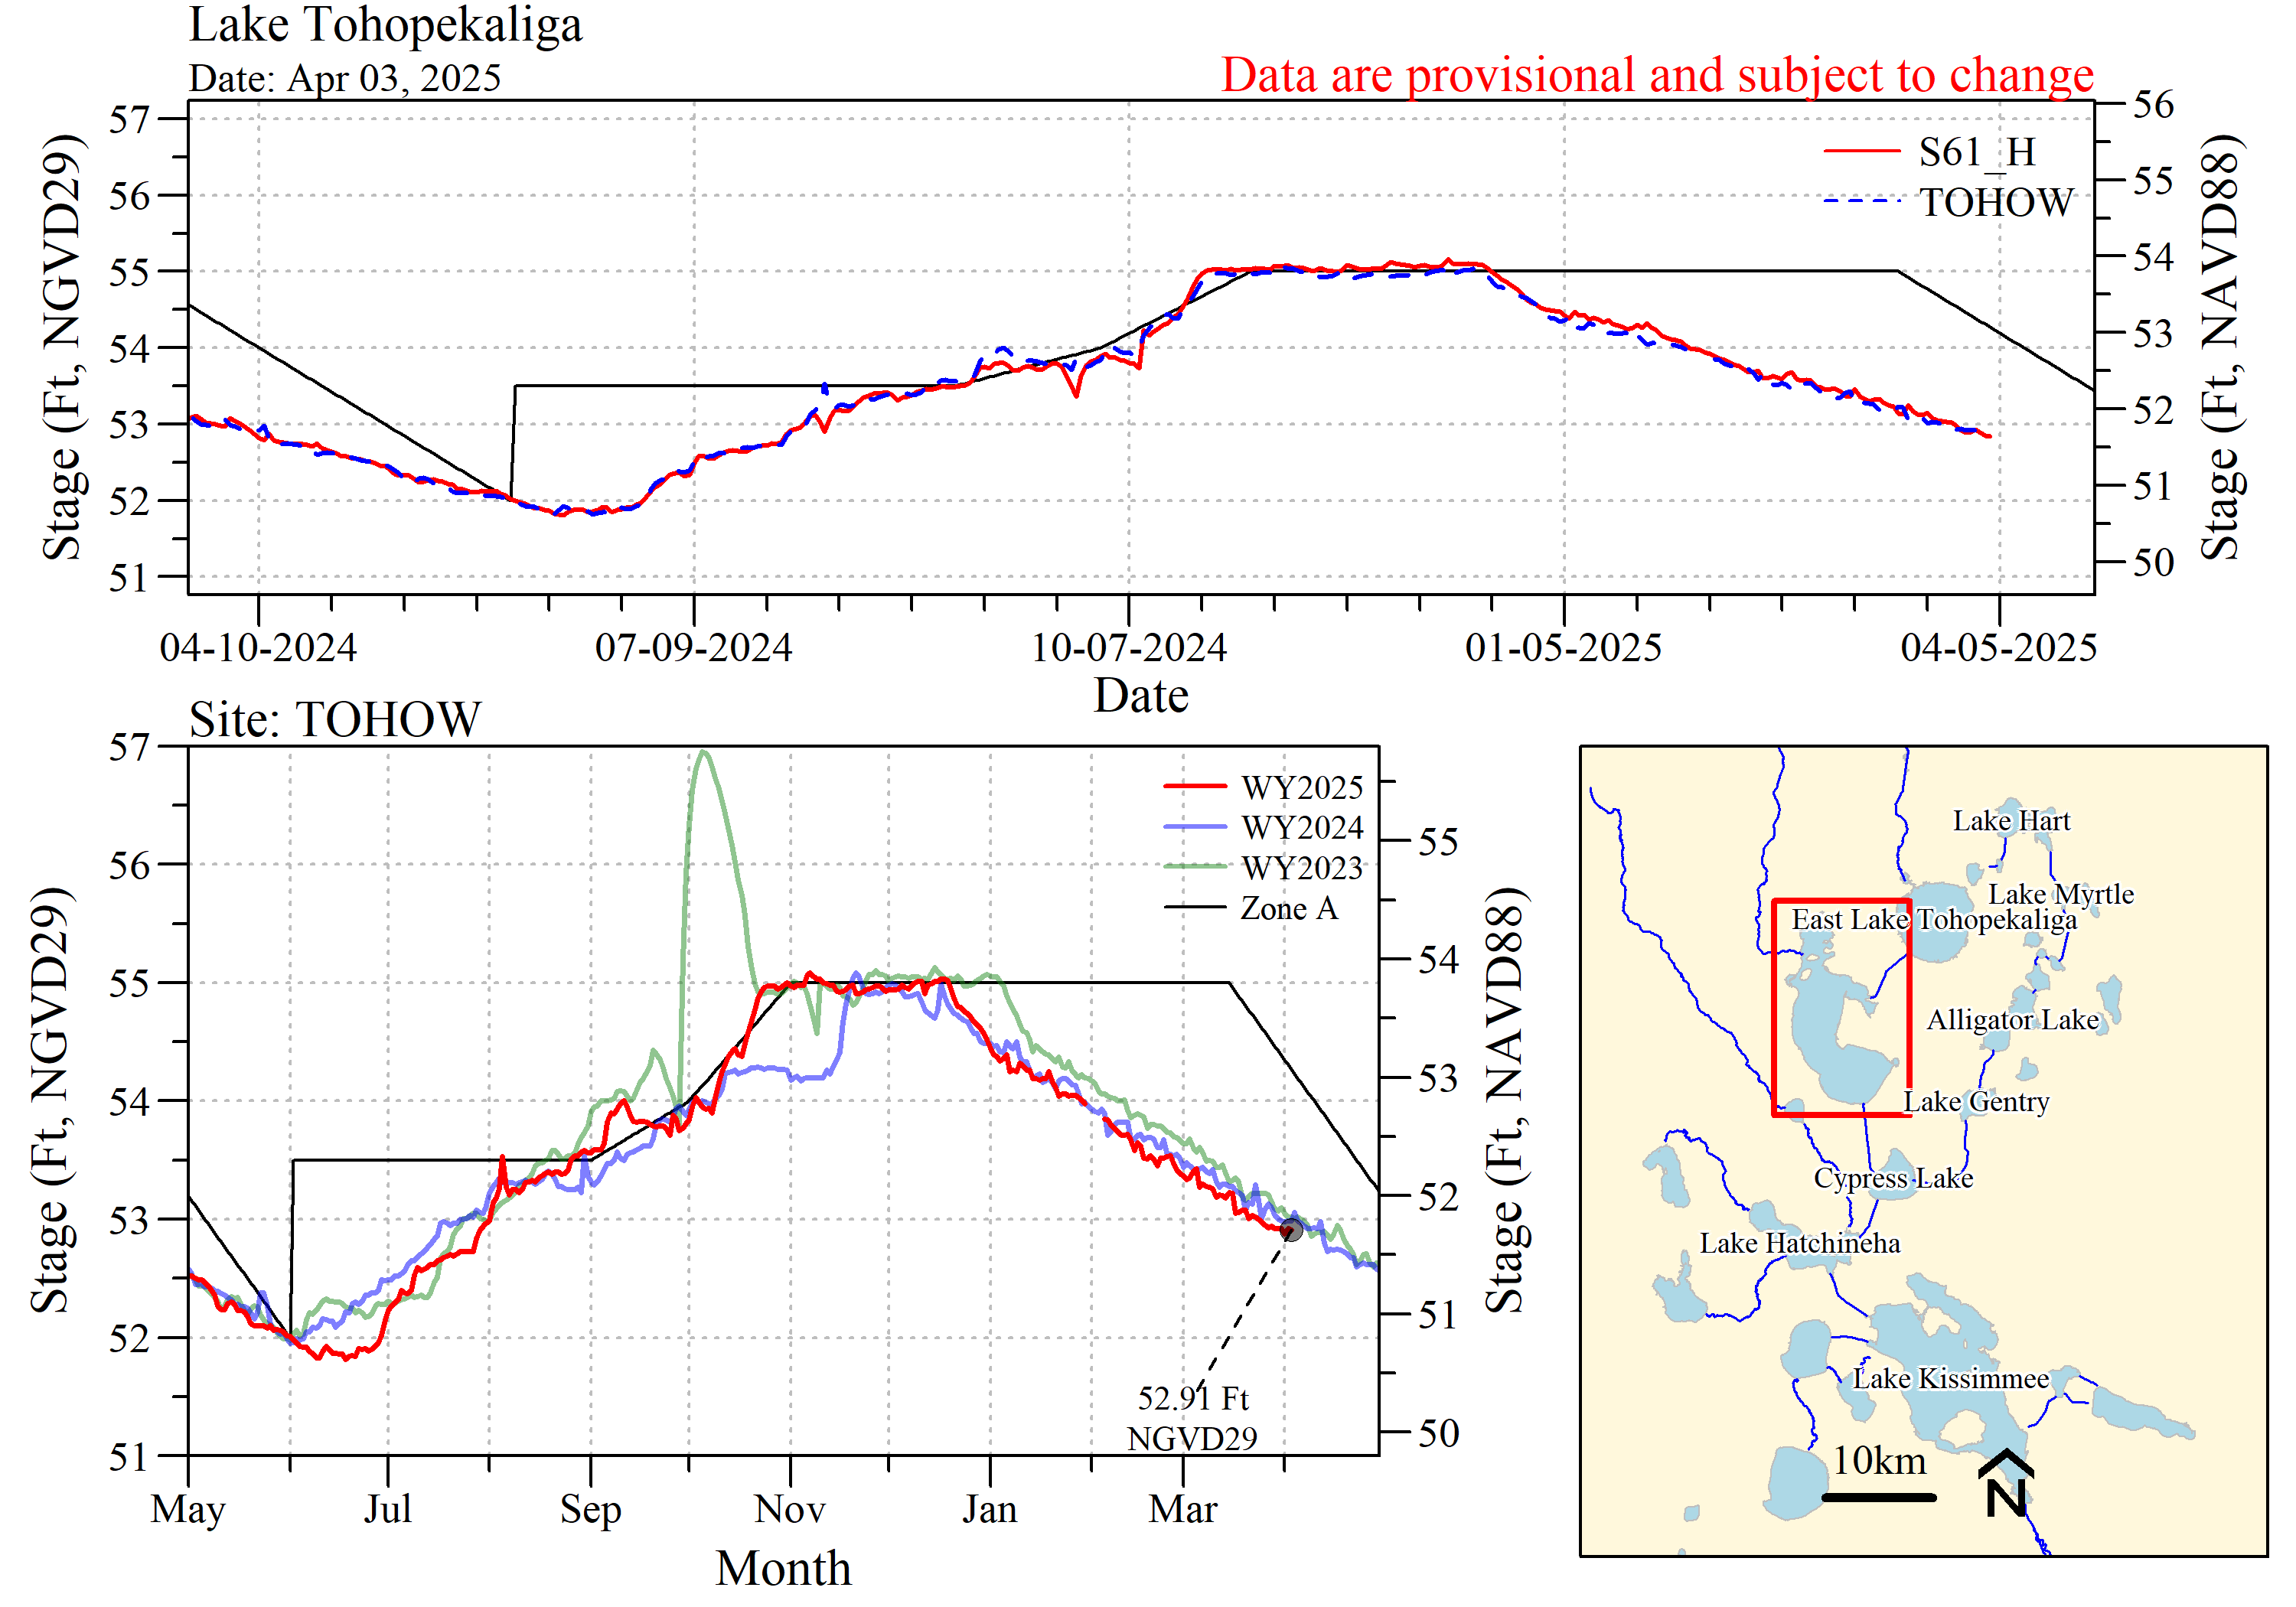 Lake Tohopekaliga
Date: Apr 03, 2025
Data are provisional and subject to change
Stage (Ft, NGVD29)
57
56
55
54
53
52
51
S61_H
TOHOW
56
55
54
53
52
51
50
Stage (Ft, NAVD88)
04-10-2024 07-09-2024 10-07-2024 01-05-2025 04-05-2025
Date
Site: TOHOW
Stage (Ft, NGVD29)
57
56
55
54
53
52
51
WY2025
WY2024
WY2023
Zone A
52.91 Ft
NGVD29
55
54
53
52
51
50
Stage (Ft, NAVD88)
May Jul Sep Nov Jan Mar
Month
Lake Hart
Lake Myrtle
East Lake Tohopekaliga
Alligator Lake
Lake Gentry
Cypress Lake
Lake Hatchineha
Lake Kissimmee
10km
N